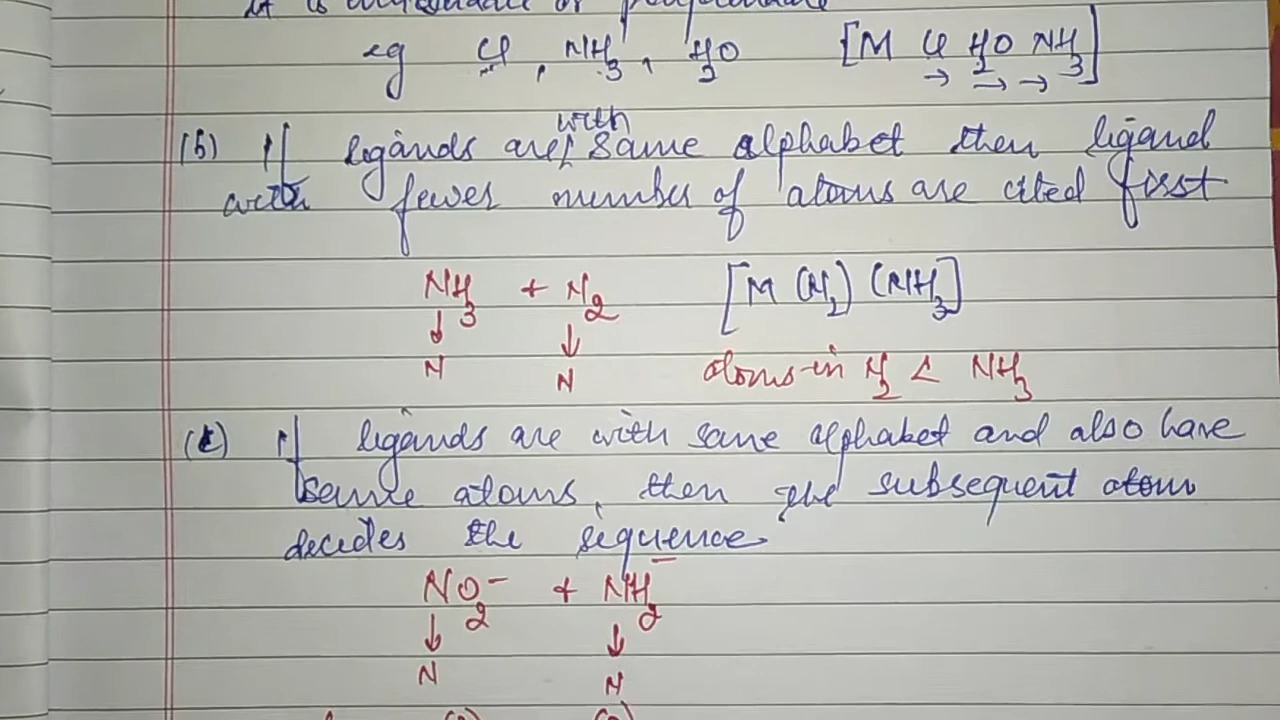 It is
eg Cl, NH3, H2O [M Cl H2O NH3]
(b) If ligands are with same alphabet then ligand
with fewer number of atoms are cited first
NH3 + N2 [M (N2) (NH3]
↓ ↓
N N atoms in N2 < NH3
(c) If ligands are with same alphabet and also have
same atoms, then the subsequent atom
decides the sequence.
NO2- + NH2-
↓ ↓
N N